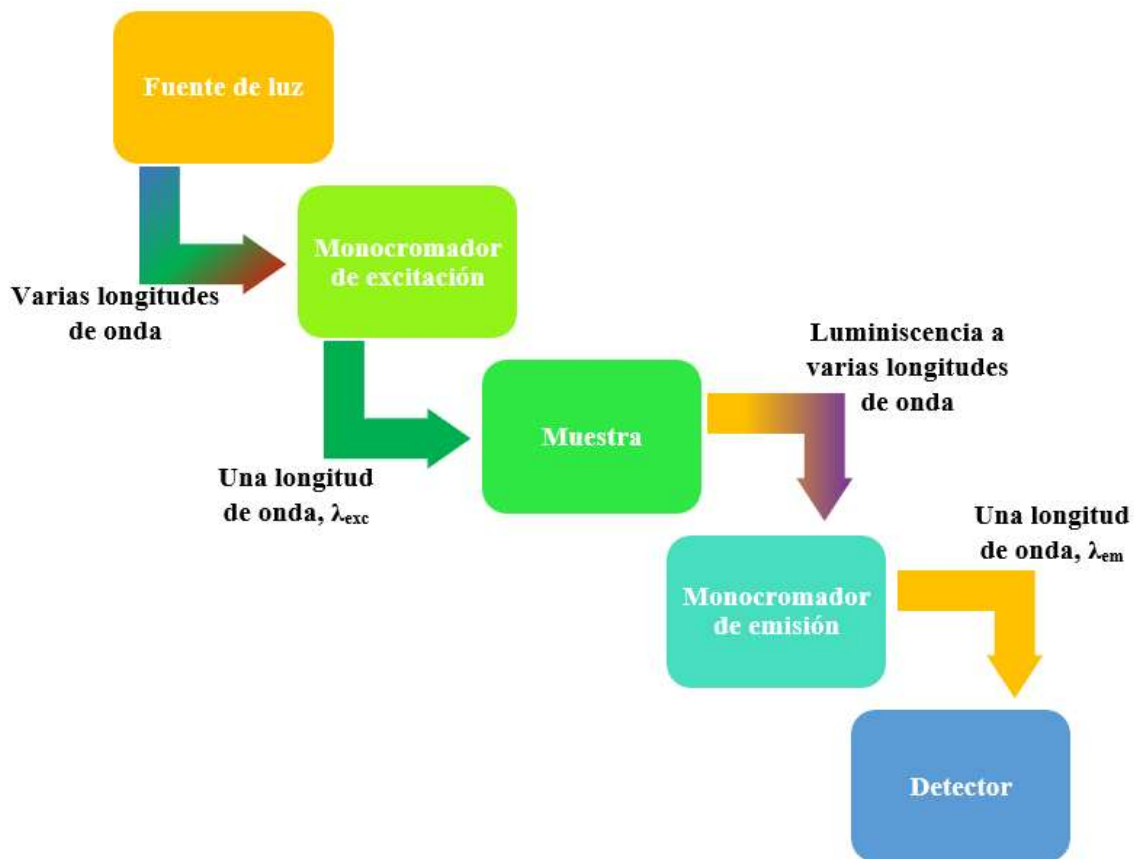 Fuente de luz
Varias longitudes
de onda
Monocromador
de excitación
Una longitud
de onda, λexc
Muestra
Luminiscencia a
varias longitudes
de onda
Monocromador
de emisión
Una longitud
de onda, λem
Detector